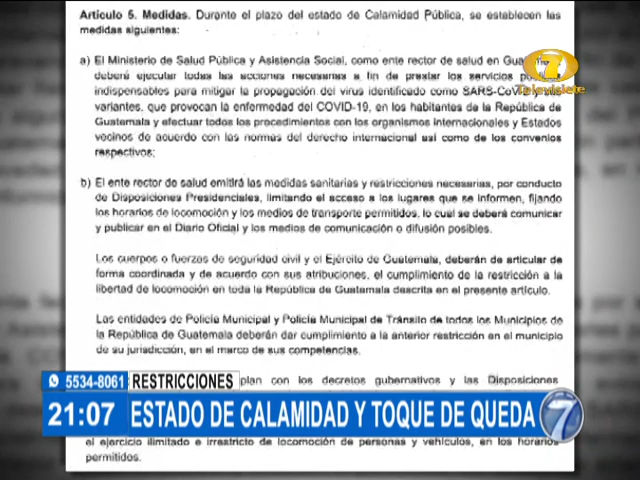 Artículo 5. Medidas. Durante el plazo del estado de Calamidad Pública, se establecen las
medidas siguientes:
a) El Ministerio de Salud Pública y Asistencia Social, como ente rector de salud en
deberá ejecutar todas las acciones necesarias a fin de prestar los servicios
indispensables para mitigar la propagación del virus identificado como SARS-CoV
variantes, que provocan la enfermedad del COVID-19, en los habitantes de la República de
Guatemala y efectuar todos los procedimientos con los organismos internacionales y Estados
vecinos de acuerdo con las normas del derecho internacional así como de los convenios
respectivos;
b) El ente rector de salud emitirá las medidas sanitarias y restricciones necesarias, por conducto
de Disposiciones Presidenciales, limitando el acceso a los lugares que se informen, fijando
los horarios de locomoción y los medios de transporte permitidos, lo cual se deberá comunicar
y publicar en el Diario Oficial y los medios de comunicación o difusión posibles.
Los cuerpos o fuerzas de seguridad civil y el Ejército de Guatemala, deberán de articular de
forma coordinada y de acuerdo con sus atribuciones, el cumplimiento de la restricción a la
libertad de locomoción en toda la República de Guatemala descrita en el presente artículo.
Las entidades de Policía Municipal y Policía Municipal de Tránsito de todos los Municipios de
la República de Guatemala deberán dar cumplimiento a la anterior restricción en el municipio
de su jurisdicción, en el marco de sus competencias.
plan con los decretos gubernativos y las Disposiciones
el ejercicio ilimitado e irrestricto de locomoción de personas y vehículos, en los horarios
permitidos.
7
Televisiete
5534-8061
RESTRICCIONES
21:07
ESTADO DE CALAMIDAD Y TOQUE DE QUEDA
7